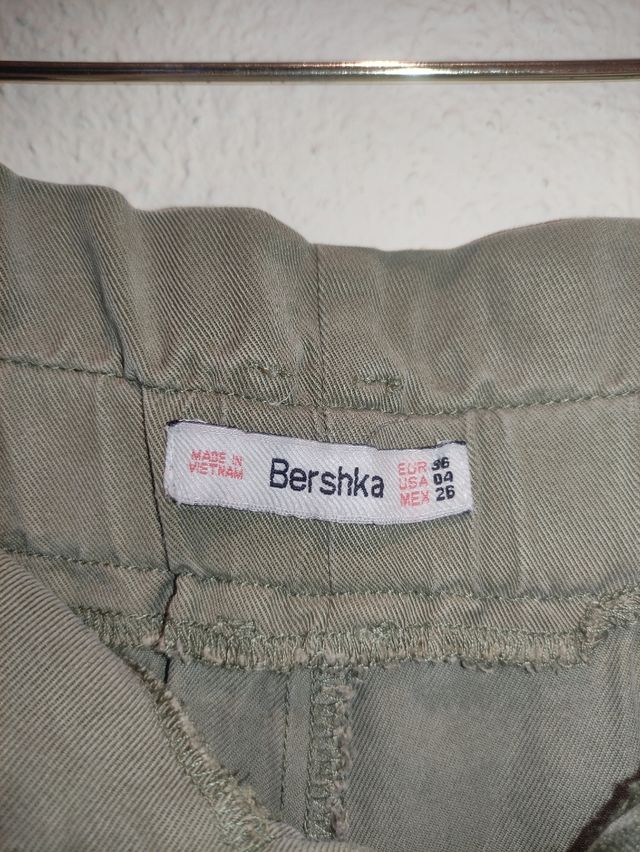 MADE IN
VIETNAM
Bershka
EUR 36
USA 04
MEX 26